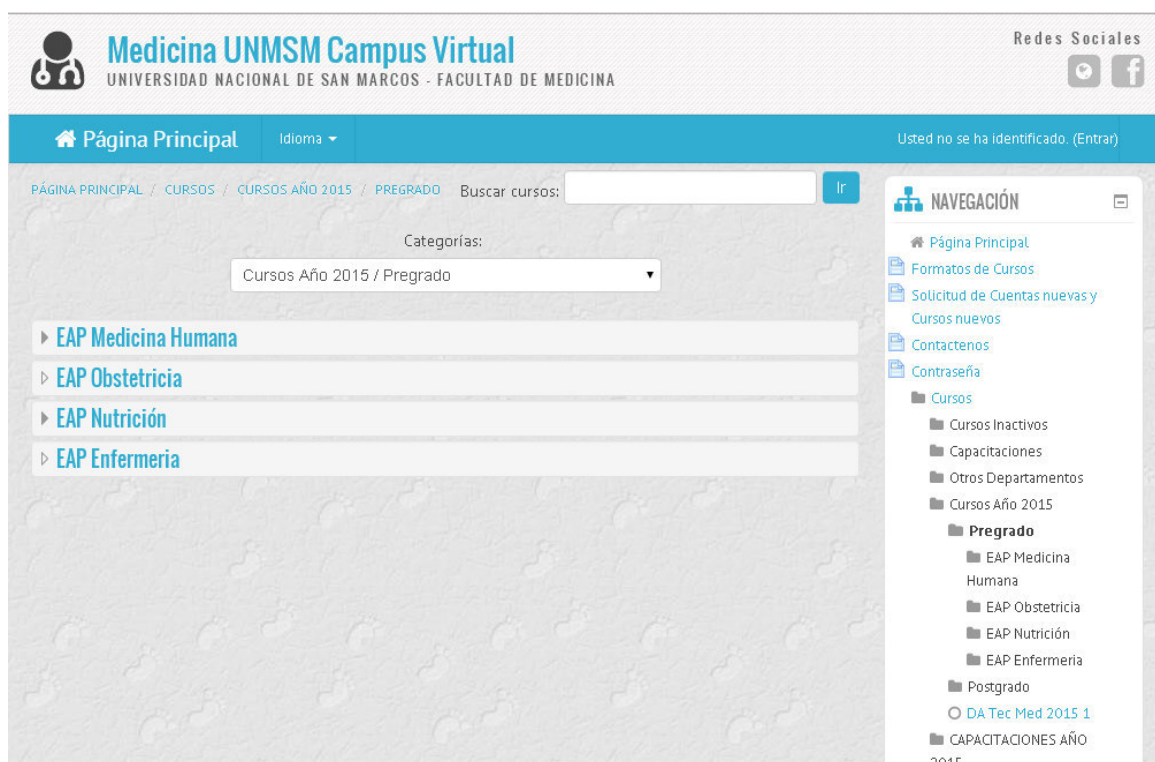 Medicina UNMSM Campus Virtual
UNIVERSIDAD NACIONAL DE SAN MARCOS - FACULTAD DE MEDICINA
Redes Sociales
Página Principal
Idioma
Usted no se ha identificado. (Entrar)
PÁGINA PRINCIPAL / CURSOS / CURSOS AÑO 2015 / PREGRADO
Buscar cursos:
Ir
Categorías:
Cursos Año 2015 / Pregrado
EAP Medicina Humana
EAP Obstetricia
EAP Nutrición
EAP Enfermeria
NAVEGACIÓN
Página Principal
Formatos de Cursos
Solicitud de Cuentas nuevas y
Cursos nuevos
Contactenos
Contraseña
Cursos
Cursos Inactivos
Capacitaciones
Otros Departamentos
Cursos Año 2015
Pregrado
EAP Medicina
Humana
EAP Obstetricia
EAP Nutrición
EAP Enfermeria
Postgrado
DA Tec Med 2015 1
CAPACITACIONES AÑO
2015